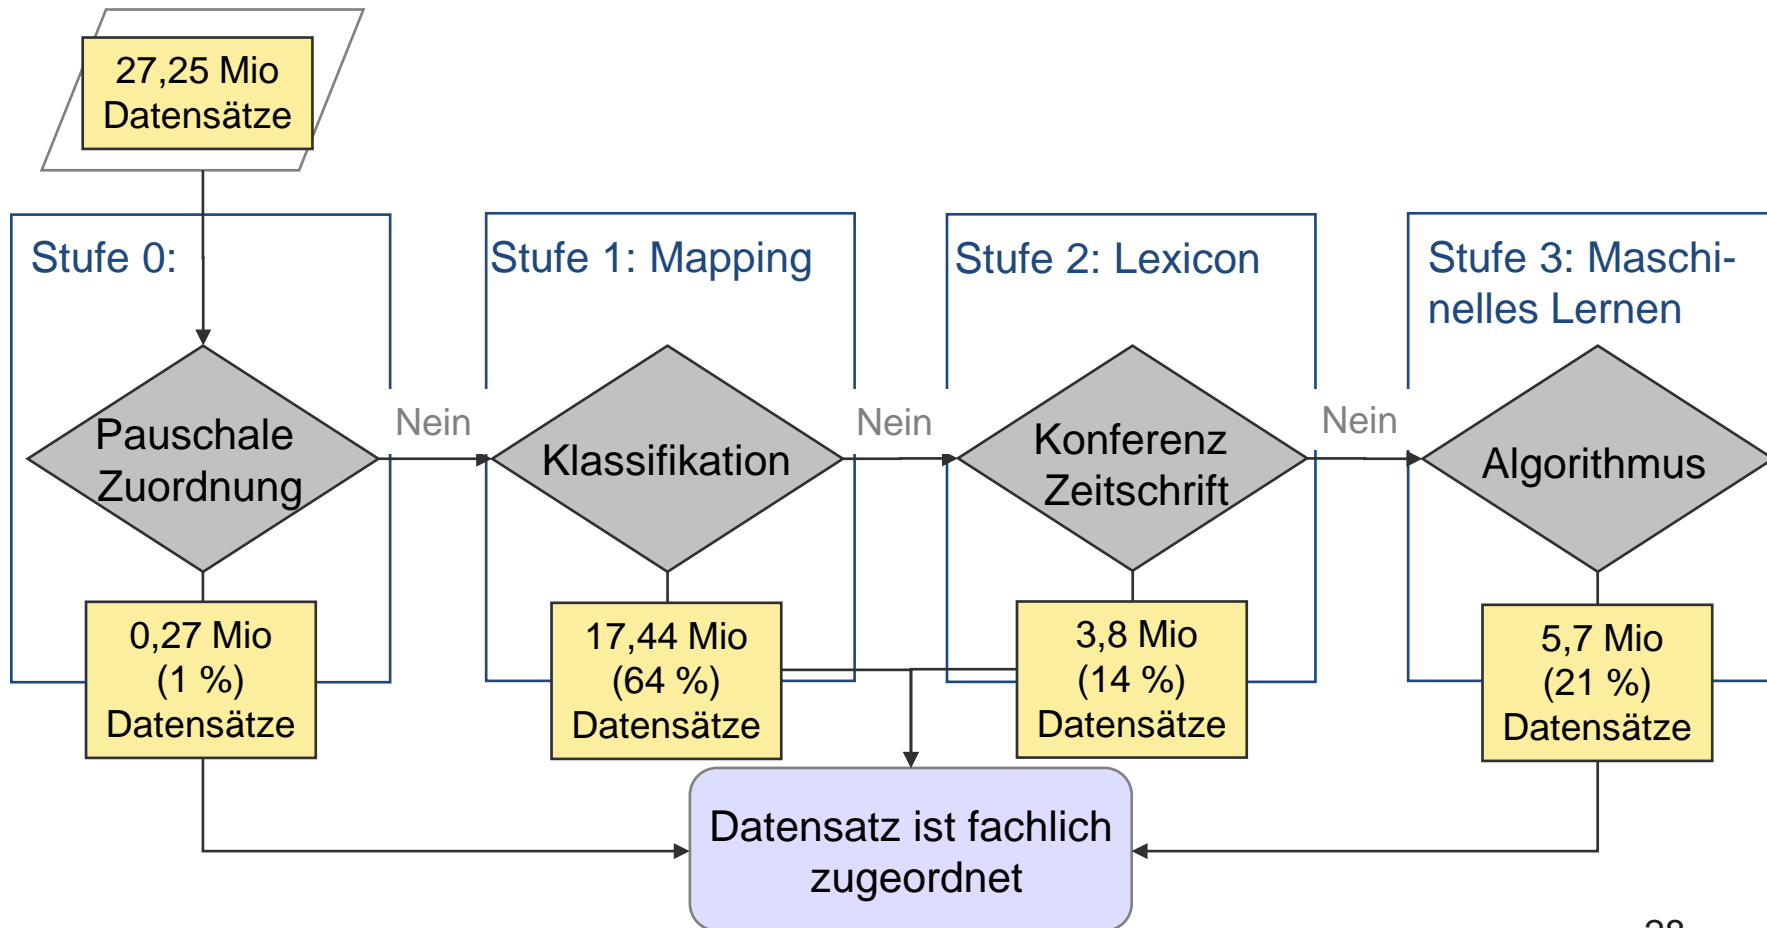 27,25 Mio
Datensätze
Stufe 0:
Pauschale
Zuordnung
0,27 Mio
(1 %)
Datensätze
Nein
Stufe 1: Mapping
Klassifikation
17,44 Mio
(64 %)
Datensätze
Nein
Stufe 2: Lexicon
Konferenz
Zeitschrift
3,8 Mio
(14 %)
Datensätze
Nein
Stufe 3: Maschi-
nelles Lernen
Algorithmus
5,7 Mio
(21 %)
Datensätze
Datensatz ist fachlich
zugeordnet